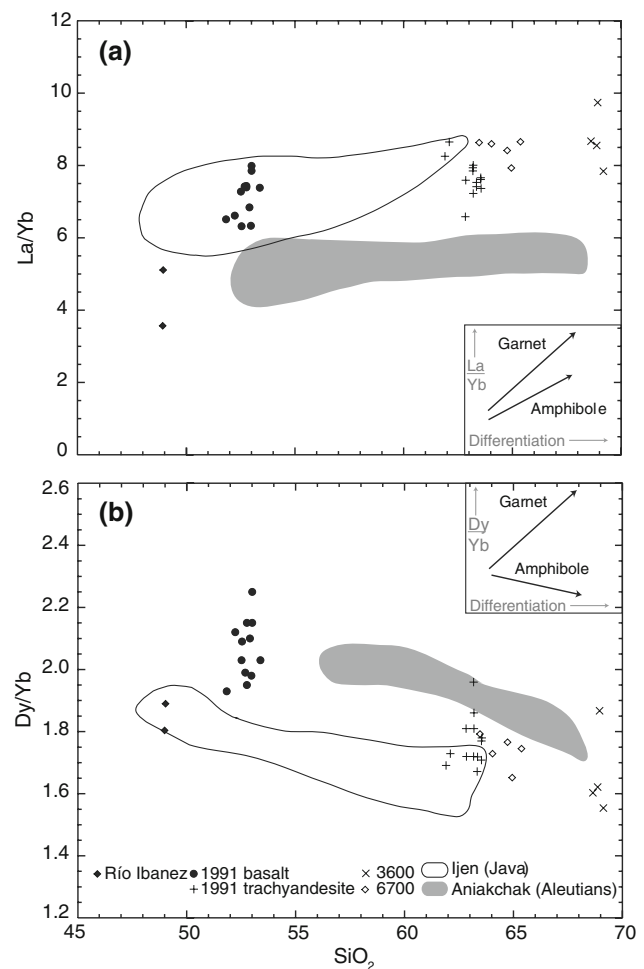 12
(a)
10
8
La/Yb
6
4
Garnet
La
Yb
2
Amphibole
Differentiation
0
2.6
(b)
Garnet
2.4
Dy
Yb
Amphibole
2.2
Differentiation
2.0
Dy/Yb
1.8
1.6
1.4
Río Ibanez 1991 basalt 3600 Ijen (Java)
1991 trachyandesite 6700 Aniakchak (Aleutians)
1.2
45 50 55 60 65 70
SiO2